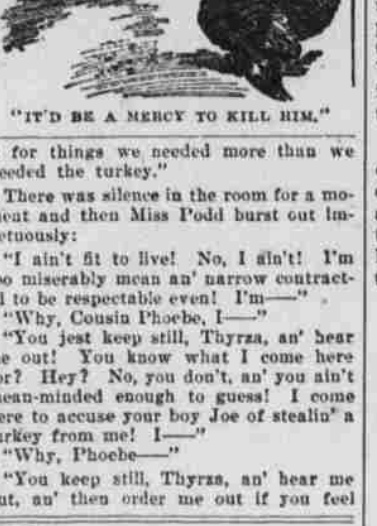 "IT'D BE A MERCY TO KILL HIM."
for things we needed more than we
eeded the turkey."
There was silence in the room for a mo-
ent and then Miss Podd burst out im-
etuously:
"I ain't fit to live! No, I ain't! I'm
oo miserably mean an' narrow contract-
d to be respectable even! I'm——"
"Why, Cousin Phoebe, I——"
"You jest keep still, Thyrza, an' hear
e out! You know what I come here
or? Hey? No, you don't, an' you ain't
ean-minded enough to guess! I come
ere to accuse your boy Joe of stealin' a
urkey from me! I——"
"Why, Phoebe——"
"You keep still, Thyrza, an' hear me
ut, an' then order me out if you feel